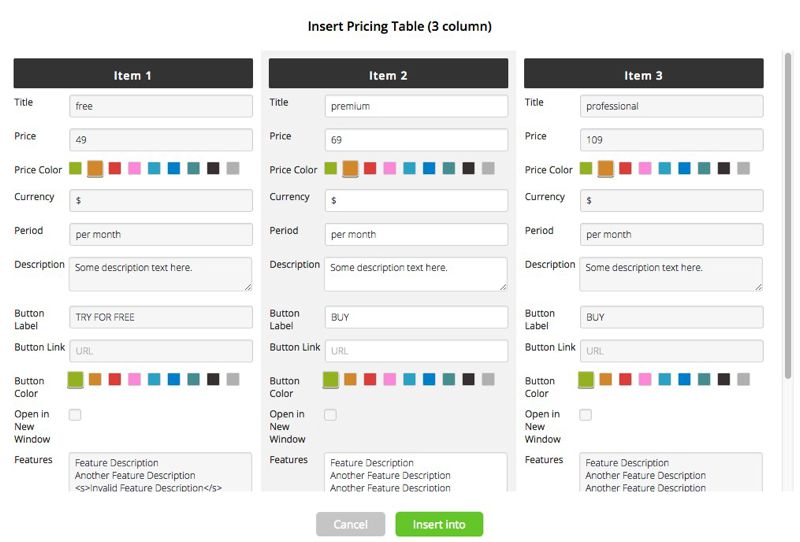 Insert Pricing Table (3 column)
Item 1
Title
free
Price
49
Price Color
Currency
$
Period
per month
Description
Some description text here.
Button
Label
TRY FOR FREE
Button Link
URL
Button
Color
Open in
New
Window
Features
Feature Description
Another Feature Description
<s>Invalid Feature Description</s>
Item 2
Title
premium
Price
69
Price Color
Currency
$
Period
per month
Description
Some description text here.
Button
Label
BUY
Button Link
URL
Button
Color
Open in
New
Window
Features
Feature Description
Another Feature Description
Another Feature Description
Item 3
Title
professional
Price
109
Price Color
Currency
$
Period
per month
Description
Some description text here.
Button
Label
BUY
Button Link
URL
Button
Color
Open in
New
Window
Features
Feature Description
Another Feature Description
Another Feature Description
Cancel
Insert into